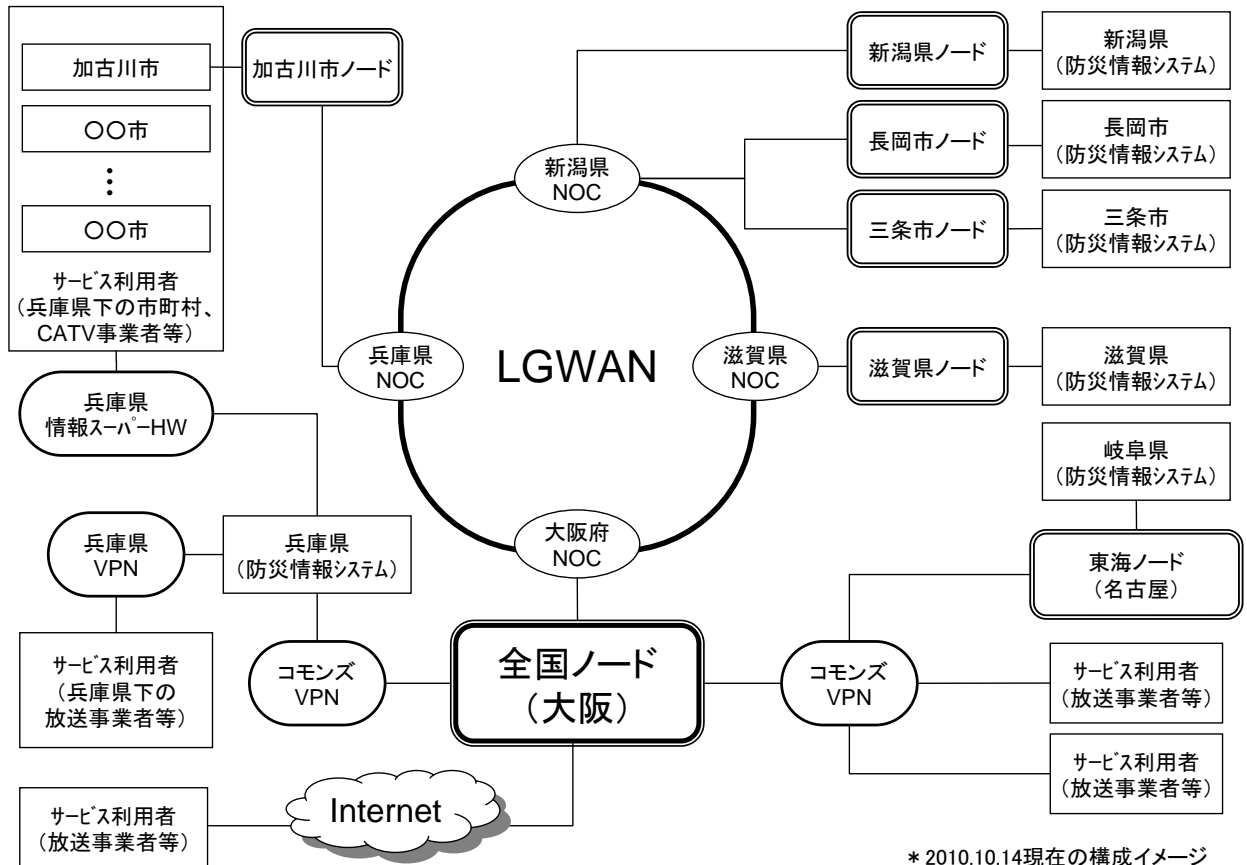 加古川市
〇〇市
⋮
〇〇市
サービス利用者
(兵庫県下の市町村、
CATV事業者等)
加古川市ノード
兵庫県
情報スーパーHW
兵庫県
VPN
兵庫県
(防災情報システム)
サービス利用者
(兵庫県下の
放送事業者等)
コモンズ
VPN
サービス利用者
(放送事業者等)
Internet
新潟県
NOC
兵庫県
NOC
LGWAN
滋賀県
NOC
大阪府
NOC
全国ノード
(大阪)
新潟県ノード
新潟県
(防災情報システム)
長岡市ノード
長岡市
(防災情報システム)
三条市ノード
三条市
(防災情報システム)
滋賀県ノード
滋賀県
(防災情報システム)
岐阜県
(防災情報システム)
東海ノード
(名古屋)
コモンズ
VPN
サービス利用者
(放送事業者等)
サービス利用者
(放送事業者等)
* 2010.10.14現在の構成イメージ